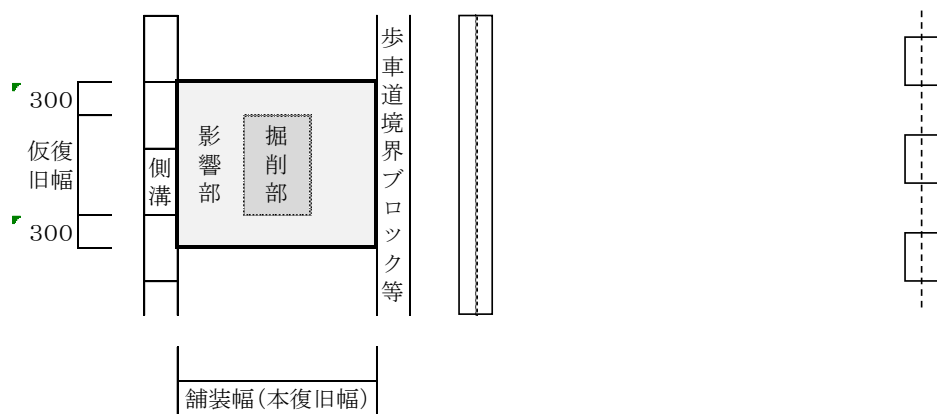 300
仮復
旧幅
300
側溝
影響部
掘削部
歩車道境界ブロック等
舗装幅(本復旧幅)